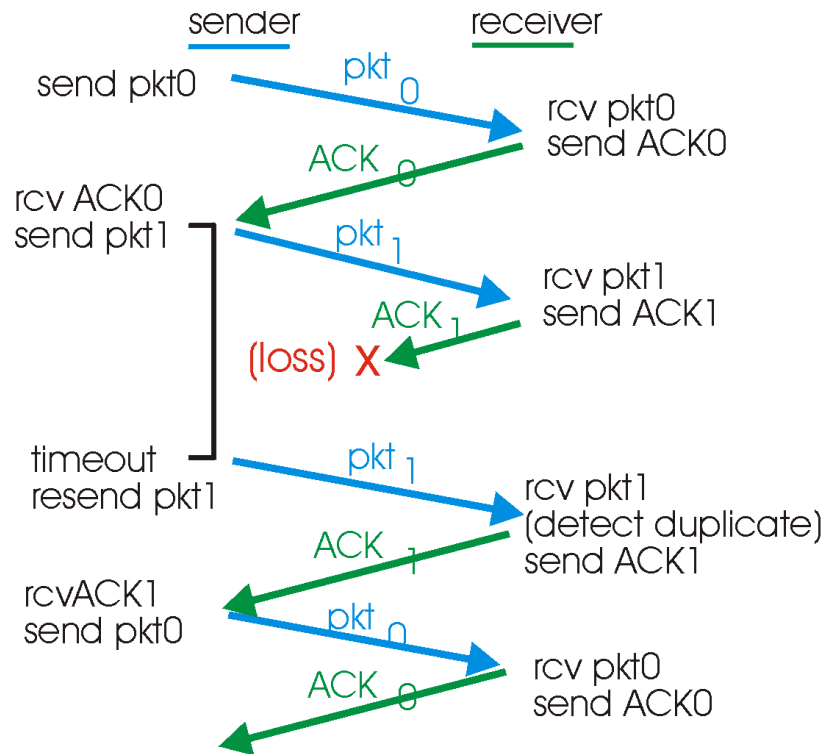 sender
receiver
send pkt0
pkt 0
rcv pkt0
send ACK0
ACK 0
rcv ACK0
send pkt1
pkt 1
rcv pkt1
send ACK1
ACK 1
(loss) X
timeout
resend pkt1
pkt 1
rcv pkt1
(detect duplicate)
send ACK1
ACK 1
rcvACK1
send pkt0
pkt 0
rcv pkt0
send ACK0
ACK 0